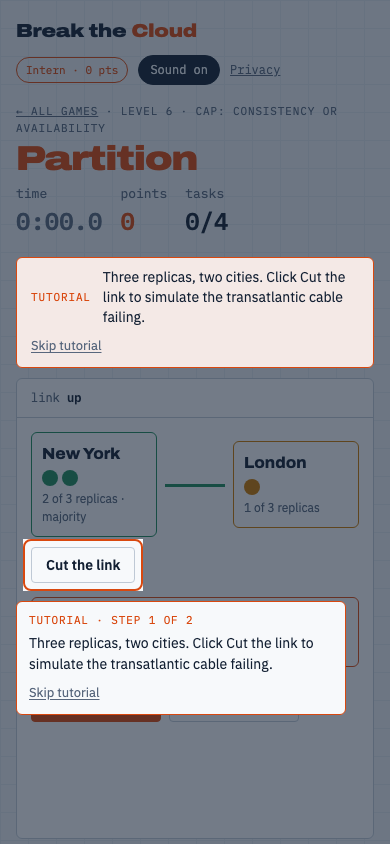 Break the Cloud
Intern · 0 pts
Sound on
Privacy
← ALL GAMES · LEVEL 6 · CAP: CONSISTENCY OR
AVAILABILITY
Partition
time points tasks
0:00.0 0 0/4
TUTORIAL
Three replicas, two cities. Click Cut the
link to simulate the transatlantic cable
failing.
Skip tutorial
link up
New York
2 of 3 replicas ·
majority
London
1 of 3 replicas
Cut the link
TUTORIAL · STEP 1 OF 2
Three replicas, two cities. Click Cut the link to
simulate the transatlantic cable failing.
Skip tutorial